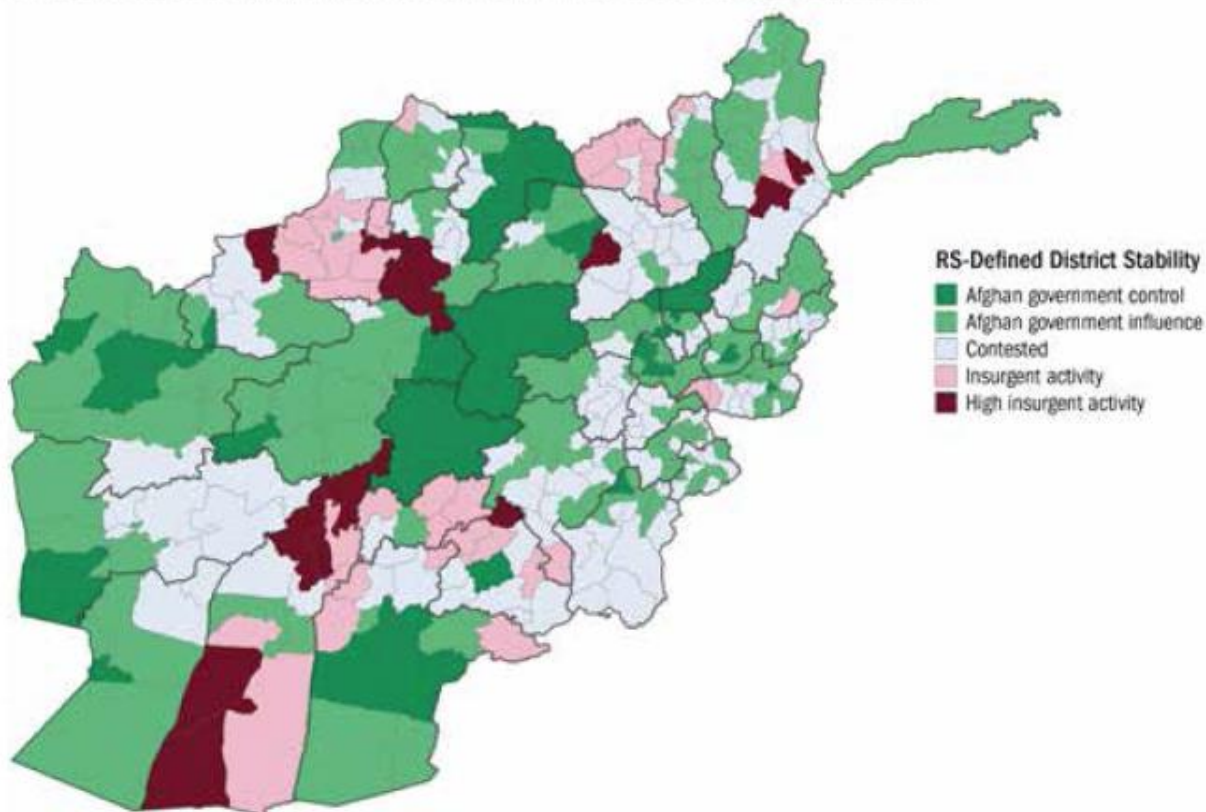 RS-Defined District Stability
Afghan government control
Afghan government influence
Contested
Insurgent activity
High insurgent activity